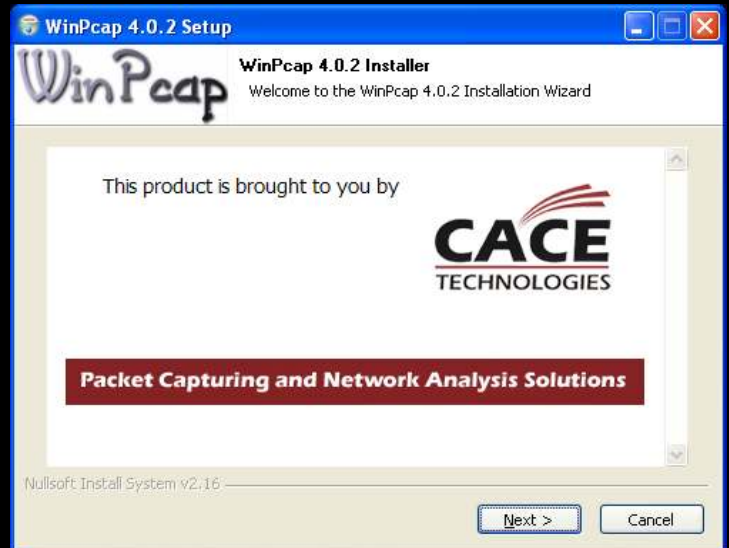 WinPcap 4.0.2 Setup
WinPcap
WinPcap 4.0.2 Installer
Welcome to the WinPcap 4.0.2 Installation Wizard
This product is brought to you by
CACE
TECHNOLOGIES
Packet Capturing and Network Analysis Solutions
Nullsoft Install System v2.16
Next >
Cancel